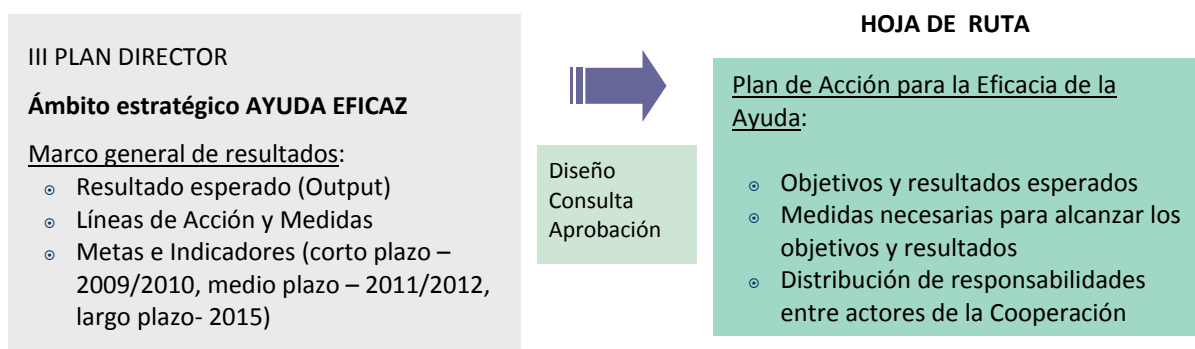 III PLAN DIRECTOR
Ámbito estratégico AYUDA EFICAZ
Marco general de resultados:
Resultado esperado (Output)
Líneas de Acción y Medidas
Metas e Indicadores (corto plazo –
2009/2010, medio plazo – 2011/2012,
largo plazo- 2015)
Diseño
Consulta
Aprobación
HOJA DE RUTA
Plan de Acción para la Eficacia de la
Ayuda:
Objetivos y resultados esperados
Medidas necesarias para alcanzar los
objetivos y resultados
Distribución de responsabilidades
entre actores de la Cooperación